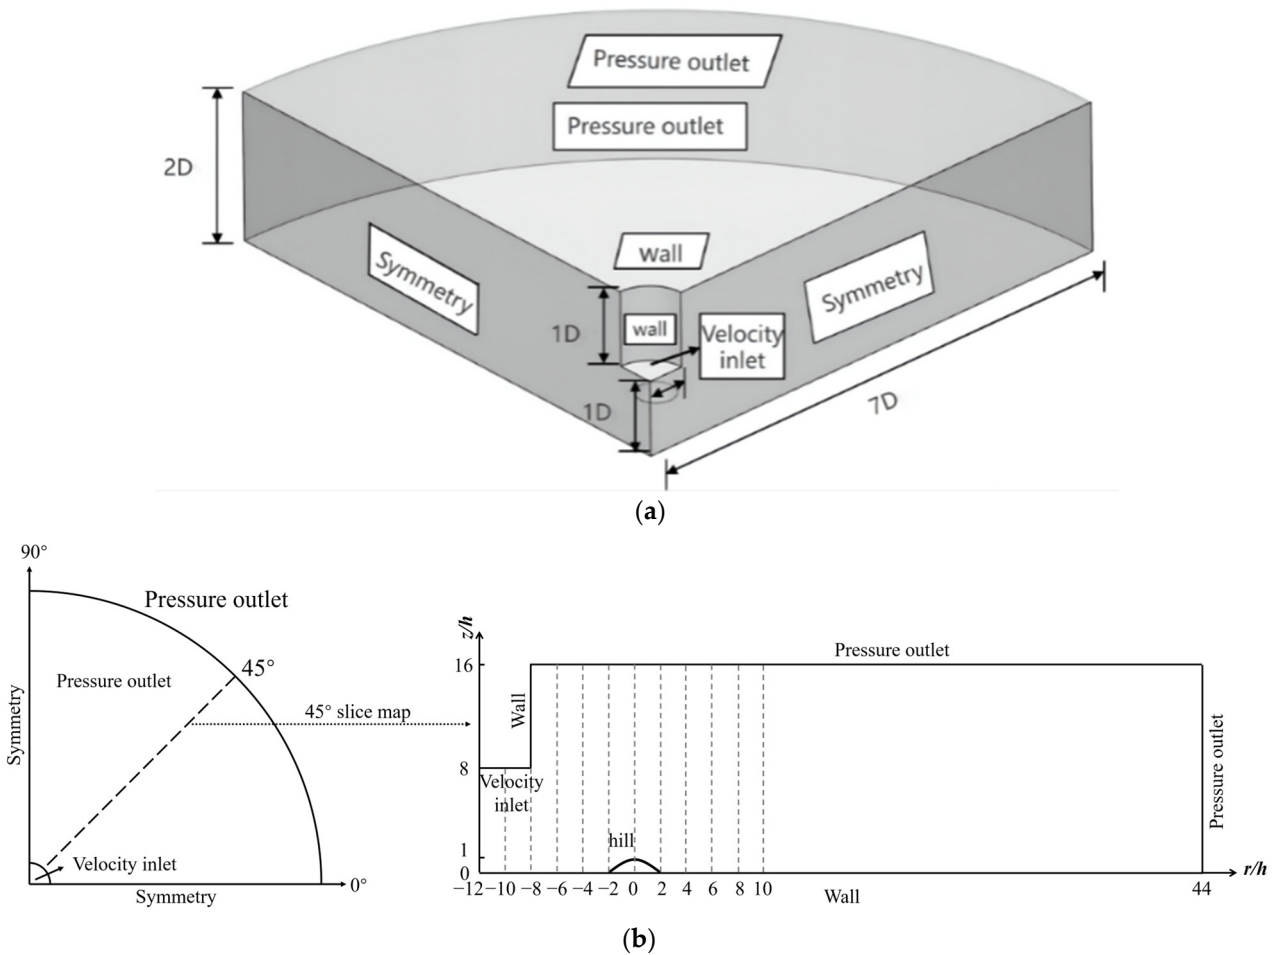 Pressure outlet
Pressure outlet
2D
Symmetry
wall
Symmetry
1D
wall
Velocity
inlet
1D
7D
(a)
90°
Pressure outlet
45°
Pressure outlet
Symmetry
45° slice map
Velocity inlet
0°
Symmetry
z/h
16
Pressure outlet
Wall
8
Velocity
inlet
Pressure outlet
hill
1
0
−12 −10 −8 −6 −4 −2 0 2 4 6 8 10 44
r/h
Wall
(b)